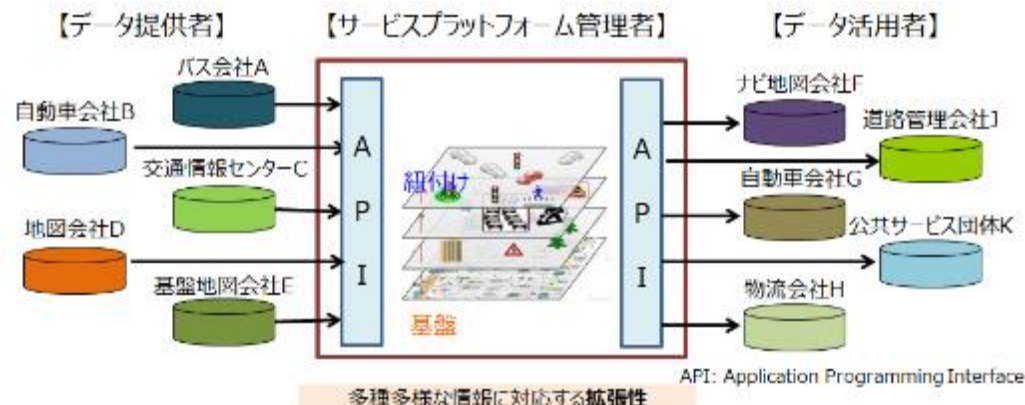 【データ提供者】
【サービスプラットフォーム管理者】
【データ活用者】
バス会社A
自動車会社B
交通情報センターC
地図会社D
基盤地図会社E
A
P
I
紐付け
基盤
A
P
I
ナビ地図会社F
道路管理会社J
自動車会社G
公共サービス団体K
物流会社H
API: Application Programming Interface
多種多様な情報に対応する拡張性